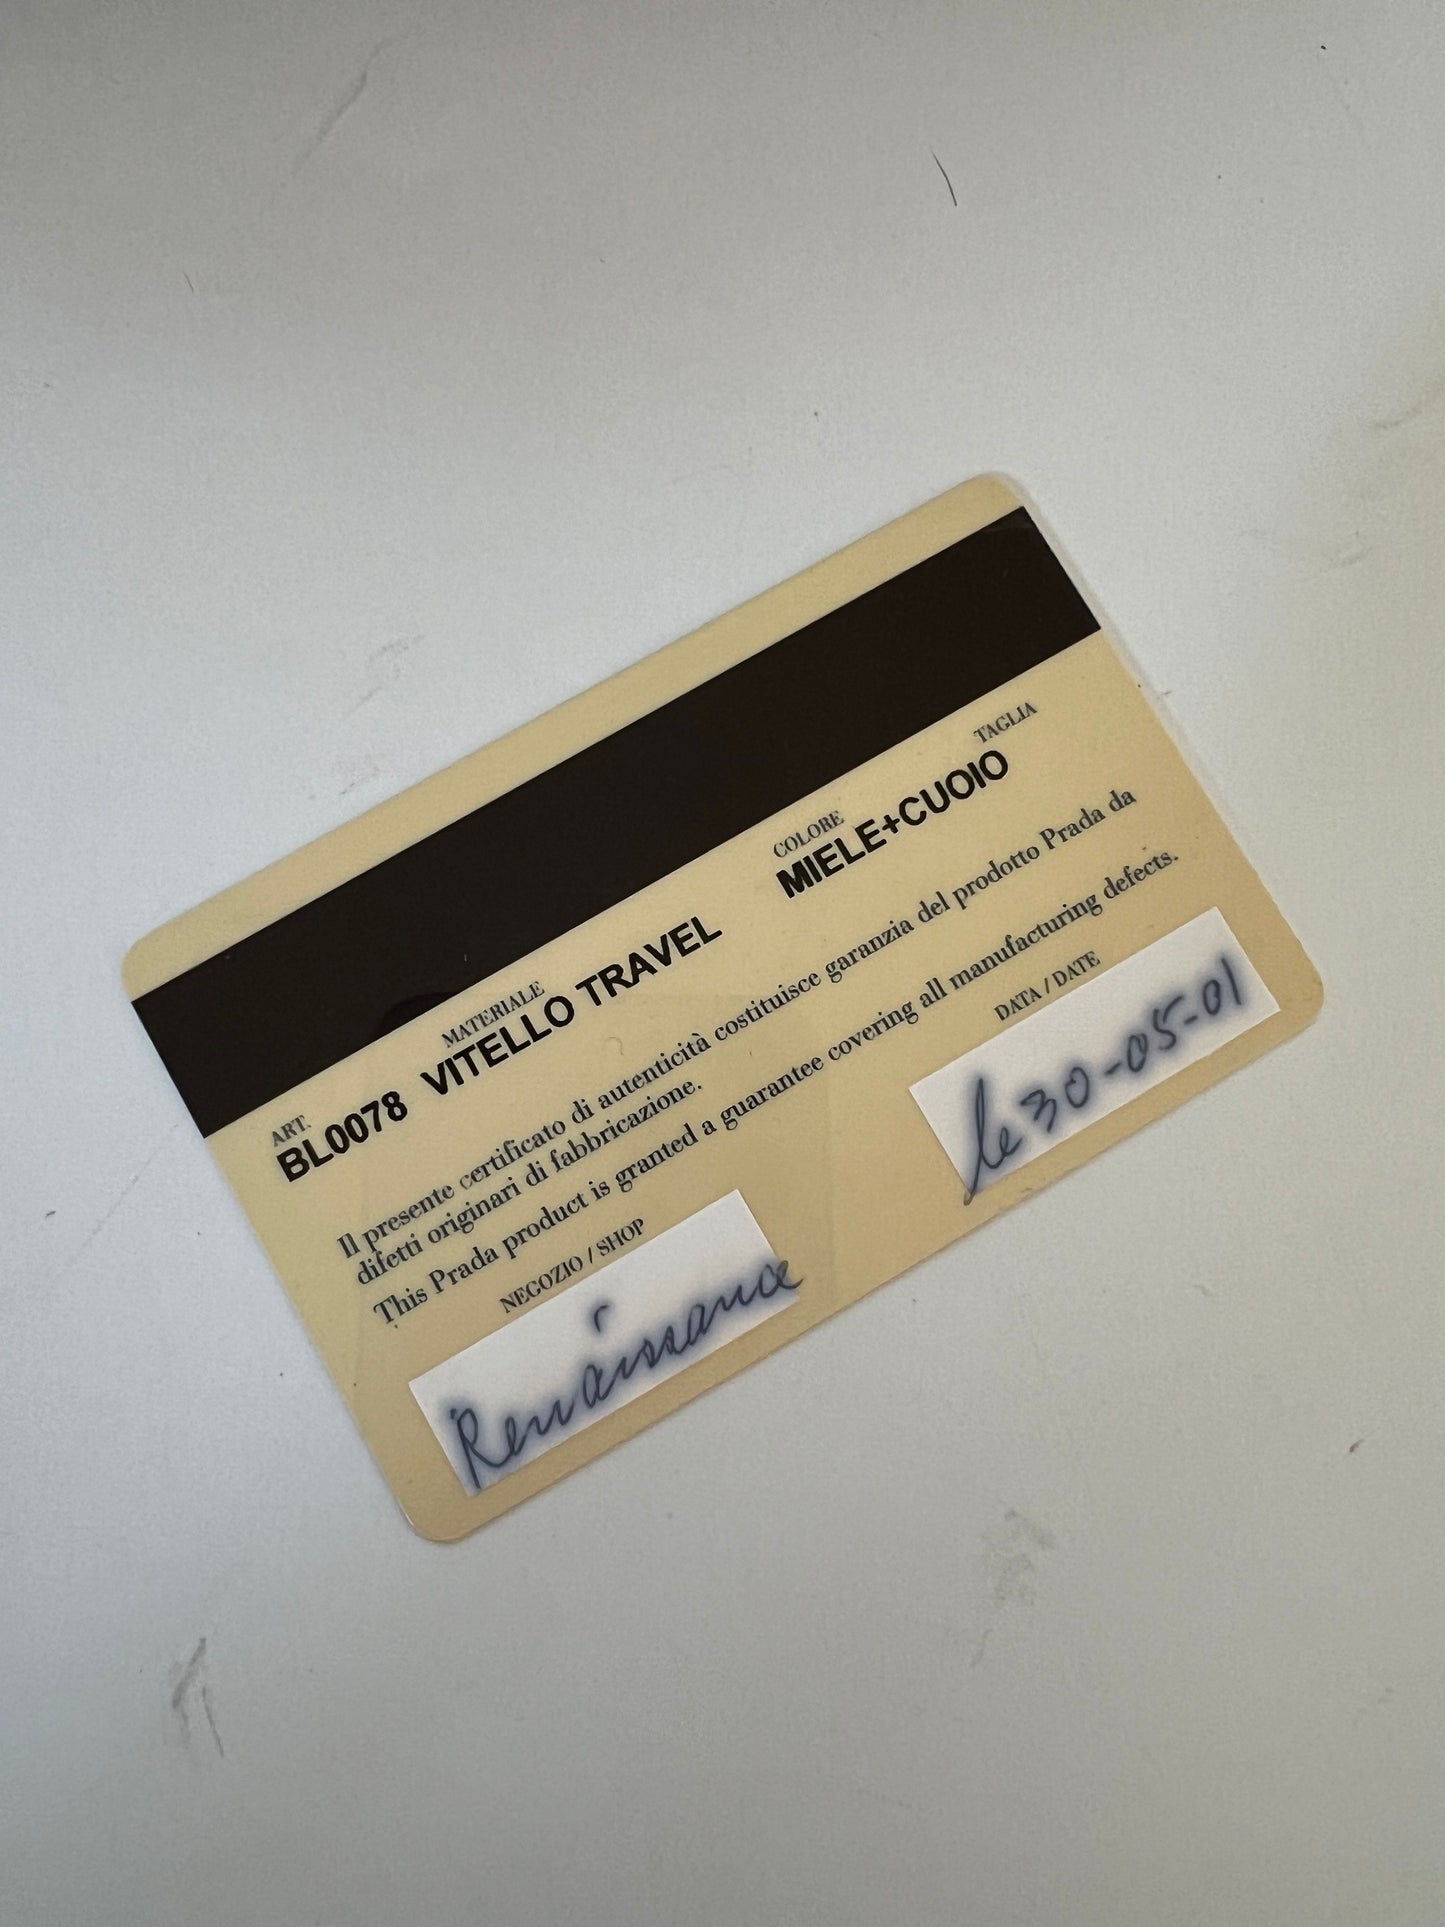 ART. MATERIALE COLORE TAGLIA
BL0078 VITELLO TRAVEL MIELE+CUOIO
Il presente certificato di autenticità costituisce garanzia del prodotto Prada da
difetti originari di fabbricazione.
This Prada product is granted a guarantee covering all manufacturing defects.
NEGOZIO / SHOP DATA / DATE
Renaissance le 30-05-01